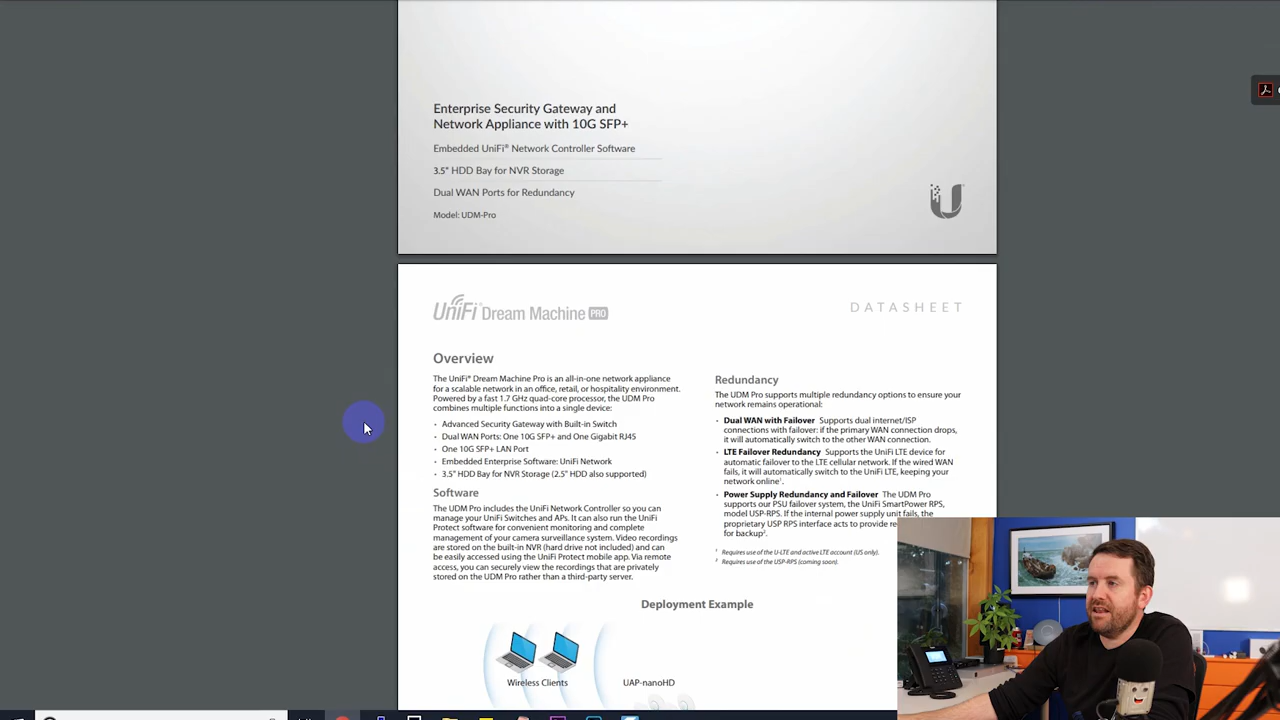 Enterprise Security Gateway and
Network Appliance with 10G SFP+
Embedded UniFi® Network Controller Software
3.5" HDD Bay for NVR Storage
Dual WAN Ports for Redundancy
Model: UDM-Pro
UniFi® Dream Machine PRO
DATASHEET
Overview
The UniFi® Dream Machine Pro is an all-in-one network appliance
for a scalable network in an office, retail, or hospitality environment.
Powered by a fast 1.7 GHz quad-core processor, the UDM Pro
combines multiple functions into a single device:
• Advanced Security Gateway with Built-in Switch
• Dual WAN Ports: One 10G SFP+ and One Gigabit RJ45
• One 10G SFP+ LAN Port
• Embedded Enterprise Software: UniFi Network
• 3.5" HDD Bay for NVR Storage (2.5" HDD also supported)
Software
The UDM Pro includes the UniFi Network Controller so you can
manage your UniFi Switches and APs. It can also run the UniFi
Protect software for convenient monitoring and complete
management of your camera surveillance system. Video recordings
are stored on the built-in NVR (hard drive not included) and can
be easily accessed using the UniFi Protect mobile app. Via remote
access, you can securely view the recordings that are privately
stored on the UDM Pro rather than a third-party server.
Redundancy
The UDM Pro supports multiple redundancy options to ensure your
network remains operational:
• Dual WAN with Failover Supports dual internet/ISP
connections with failover: if the primary WAN connection drops,
it will automatically switch to the other WAN connection.
• LTE Failover Redundancy Supports the UniFi LTE device for
automatic failover to the LTE cellular network. If the wired WAN
fails, it will automatically switch to the UniFi LTE, keeping your
network online¹.
• Power Supply Redundancy and Failover The UDM Pro
supports our PSU failover system, the UniFi SmartPower RPS,
model USP-RPS. If the internal power supply unit fails, the
proprietary USP RPS interface acts to provide
for backup².
¹ Requires use of the U-LTE and active LTE account (US only).
² Requires use of the USP-RPS (coming soon).
Deployment Example
Wireless Clients
UAP-nanoHD